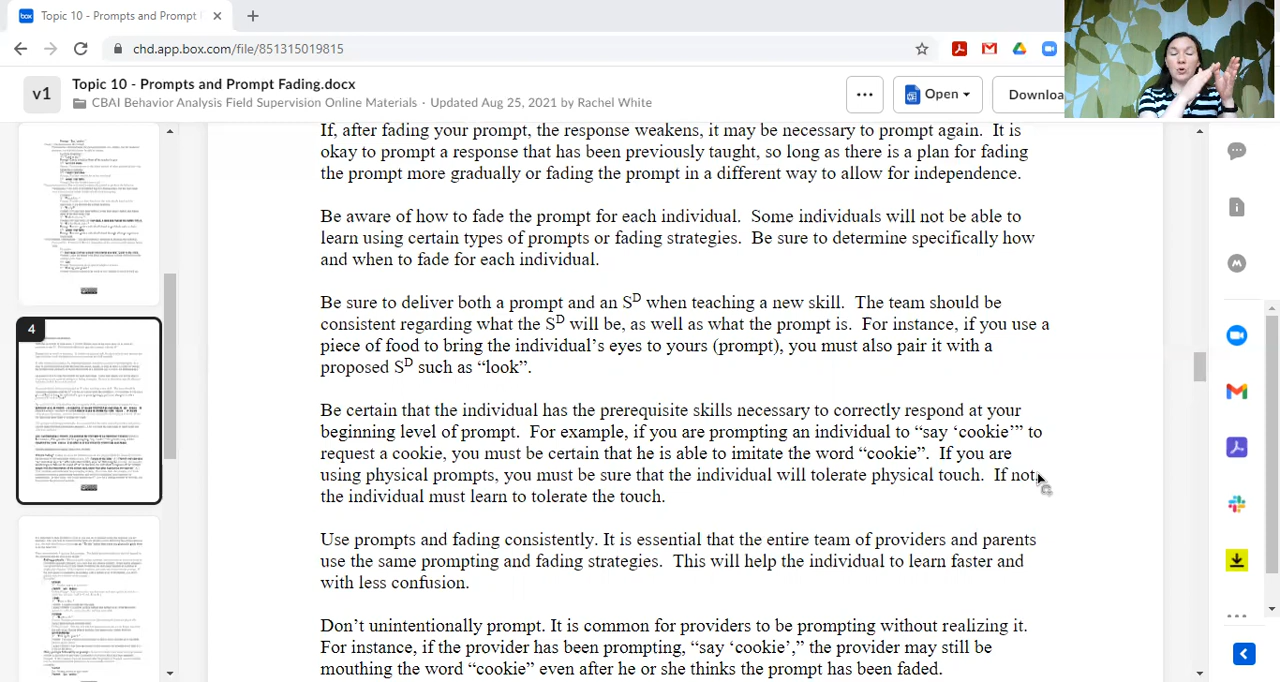 Topic 10 - Prompts and Prompt
chd.app.box.com/file/851315019815
v1
Topic 10 - Prompts and Prompt Fading.docx
CBAI Behavior Analysis Field Supervision Online Materials · Updated Aug 25, 2021 by Rachel White
Open
Downloa
If, after fading your prompt, the response weakens, it may be necessary to prompt again. It is
okay to prompt a response that has been previously taught as long as there is a plan for fading
the prompt more gradually or fading the prompt in a different way to allow for independence.
Be aware of how to fade your prompt for each individual. Some individuals will not be able to
learn using certain types of prompts or fading strategies. Be sure to determine specifically how
and when to fade for each individual.
Be sure to deliver both a prompt and an Sᴰ when teaching a new skill. The team should be
consistent regarding what the Sᴰ will be, as well as what the prompt is. For instance, if you use a
piece of food to bring the individual's eyes to yours (prompt), you must also pair it with a
proposed Sᴰ such as "look".
Be certain that the individual has the prerequisite skills necessary to correctly respond at your
starting level of prompt. For example, if you are prompting an individual to "say 'cookie'" to
request a cookie, you must be certain that he is able to imitate the word "cookie". If you are
using physical prompts, you must be sure that the individual will tolerate physical touch. If not,
the individual must learn to tolerate the touch.
Use prompts and fading consistently. It is essential that the entire team of providers and parents
use the same prompts and fading strategies. This will help the individual to learn faster and
with less confusion.
Don't unintentionally prompt. It is common for providers to be prompting without realizing it.
For example, if a provider has been prompting, "say 'cookie'", the provider may still be
mouthing the word "cookie" even after he or she thinks the prompt has been faded.
4